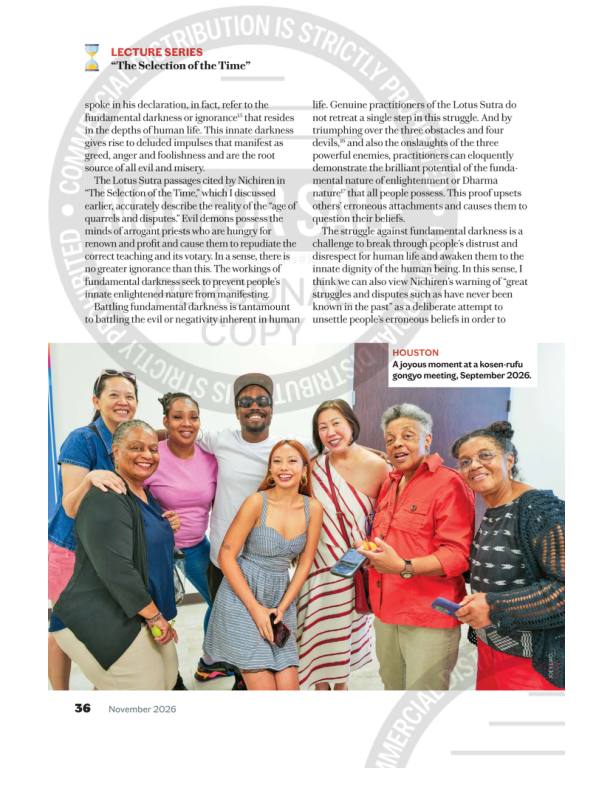 LECTURE SERIES
“The Selection of the Time”
spoke in his declaration, in fact, refer to the
fundamental darkness or ignorance¹⁵ that resides
in the depths of human life. This innate darkness
gives rise to deluded impulses that manifest as
greed, anger and foolishness and are the root
source of all evil and misery.
The Lotus Sutra passages cited by Nichiren in
“The Selection of the Time,” which I discussed
earlier, accurately describe the reality of the “age of
quarrels and disputes.” Evil demons possess the
minds of arrogant priests who are hungry for
renown and profit and cause them to repudiate the
correct teaching and its votary. In a sense, there is
no greater ignorance than this. The workings of
fundamental darkness seek to prevent people’s
innate enlightened nature from manifesting.
Battling fundamental darkness is tantamount
to battling the evil or negativity inherent in human
life. Genuine practitioners of the Lotus Sutra do
not retreat a single step in this struggle. And by
triumphing over the three obstacles and four
devils,¹⁶ and also the onslaughts of the three
powerful enemies, practitioners can eloquently
demonstrate the brilliant potential of the funda-
mental nature of enlightenment or Dharma
nature¹⁷ that all people possess. This proof upsets
others’ erroneous attachments and causes them to
question their beliefs.
The struggle against fundamental darkness is a
challenge to break through people’s distrust and
disrespect for human life and awaken them to the
innate dignity of the human being. In this sense, I
think we can also view Nichiren’s warning of “great
struggles and disputes such as have never been
known in the past” as a deliberate attempt to
unsettle people’s erroneous beliefs in order to
HOUSTON
A joyous moment at a kosen-rufu
gongyo meeting, September 2026.
36 November 2026